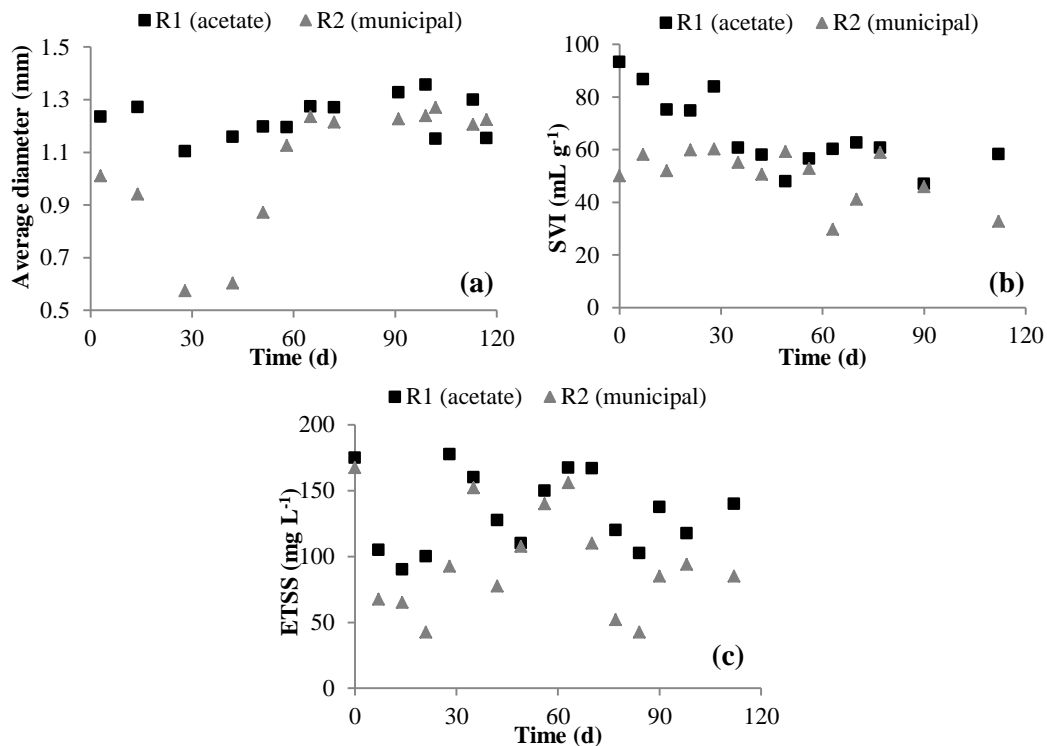 R1 (acetate) R2 (municipal)
1.5
1.3
1.1
0.9
0.7
0.5
Average diameter (mm)
0 30 60 90 120
Time (d)
(a)
R1 (acetate) R2 (municipal)
100
80
60
40
20
0
SVI (mL g⁻¹)
0 30 60 90 120
Time (d)
(b)
R1 (acetate) R2 (municipal)
200
150
100
50
0
ETSS (mg L⁻¹)
0 30 60 90 120
Time (d)
(c)